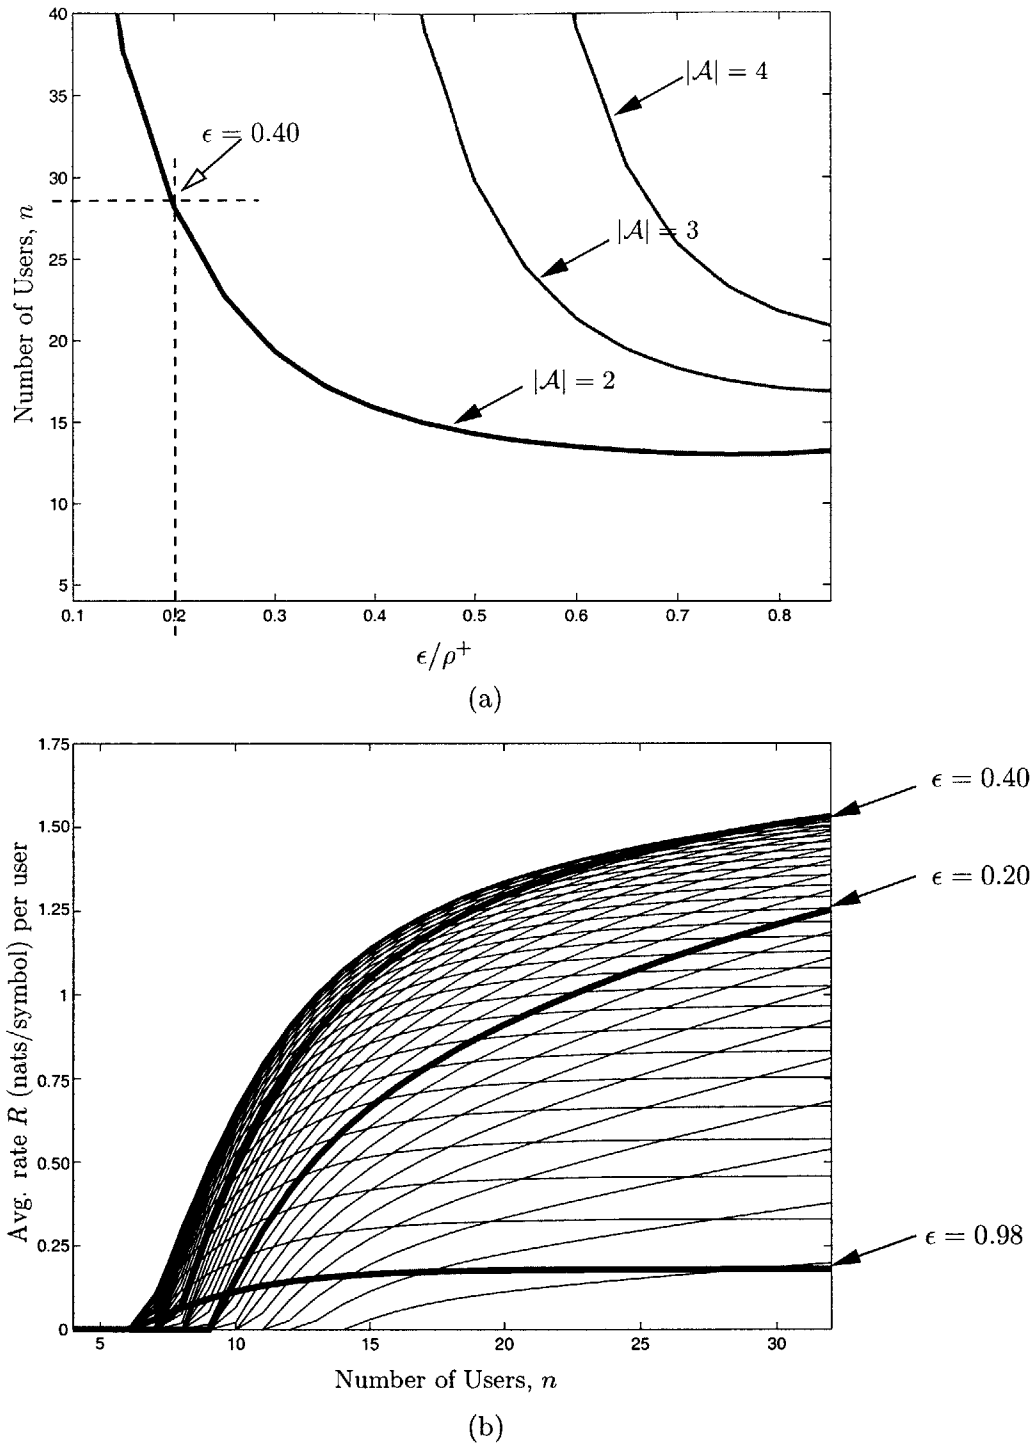 40
35
30
25
20
15
10
5
Number of Users, n
ϵ = 0.40
|𝒜| = 4
|𝒜| = 3
|𝒜| = 2
0.1 0.2 0.3 0.4 0.5 0.6 0.7 0.8
ϵ/ρ⁺
(a)
1.75
1.50
1.25
1
0.75
0.50
0.25
0
Avg. rate R (nats/symbol) per user
ϵ = 0.40
ϵ = 0.20
ϵ = 0.98
5 10 15 20 25 30
Number of Users, n
(b)